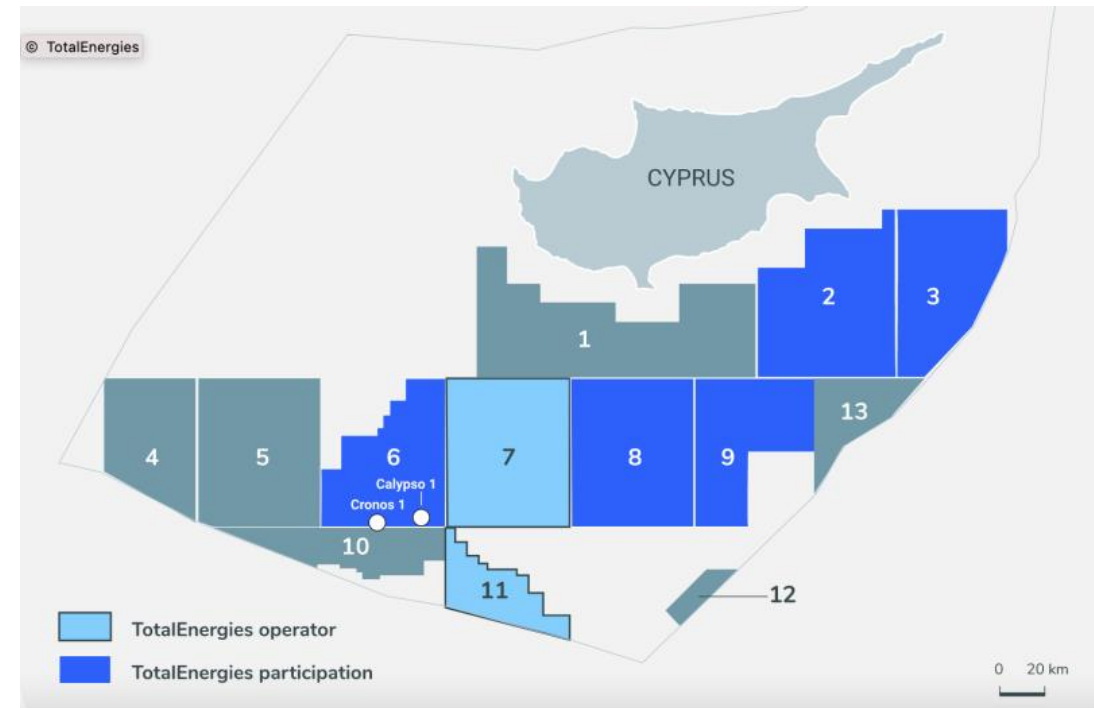 © TotalEnergies
CYPRUS
2
3
1
13
4
5
6
7
8
9
Calypso 1
Cronos 1
10
11
12
TotalEnergies operator
TotalEnergies participation
0 20 km